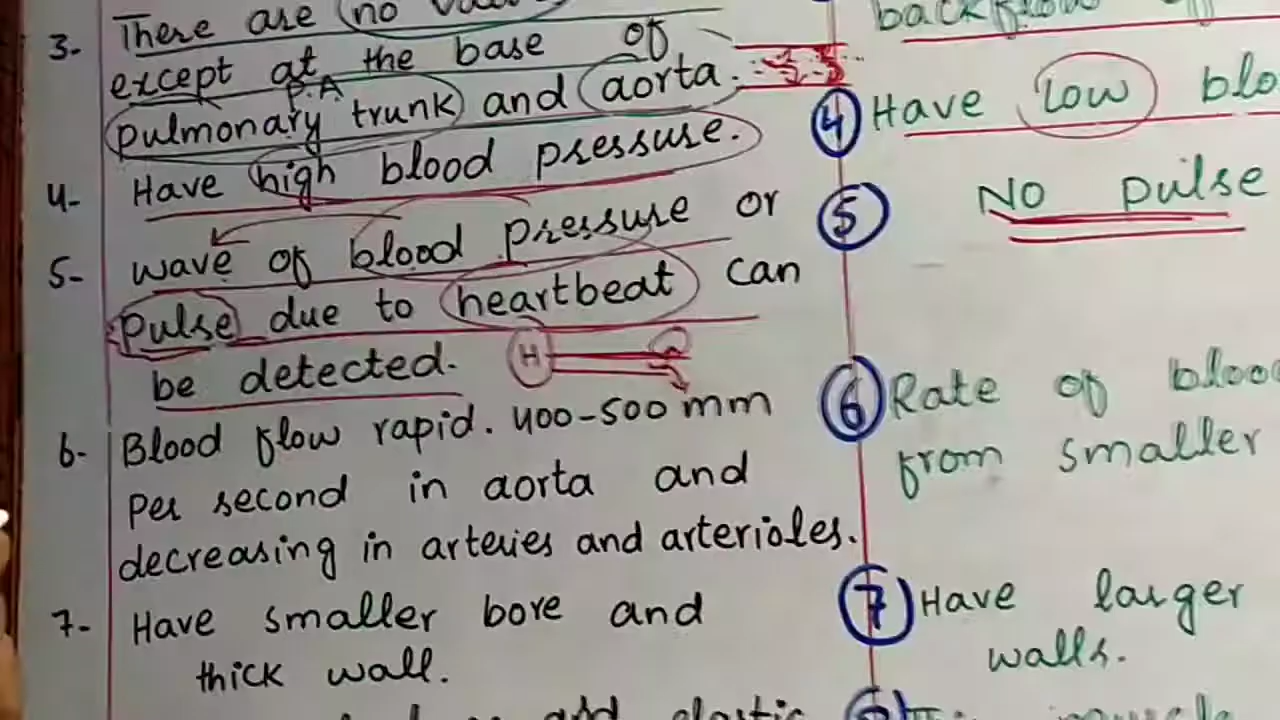 3- There are no
except at the base of
P.A
pulmonary trunk and aorta.
4- Have high blood pressure.
5- wave of blood pressure or
pulse due to heartbeat can
be detected.
H
6- Blood flow rapid. 400-500 mm
per second in aorta and
decreasing in arteries and arterioles.
7- Have smaller bore and
thick wall.
elastic
backflow
4 Have low
5 NO pulse
6 Rate of
from smaller
7 Have larger
walls.